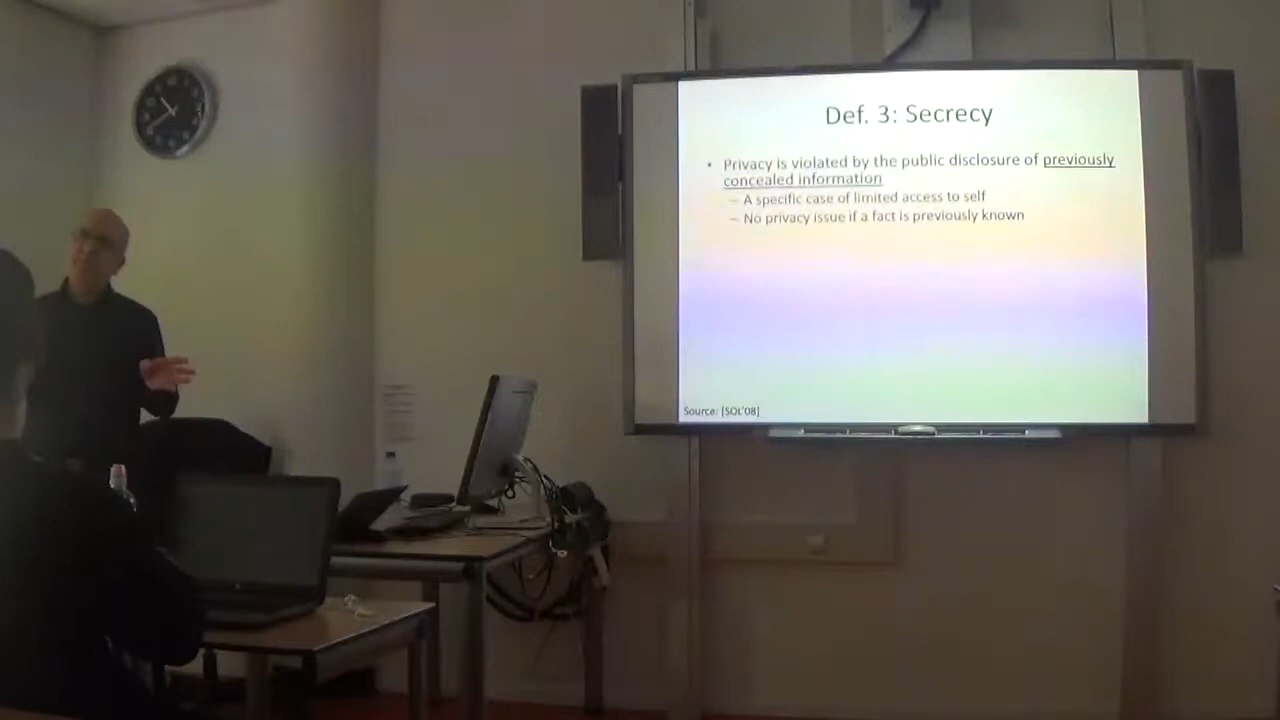 Def. 3: Secrecy
• Privacy is violated by the public disclosure of previously
concealed information
– A specific case of limited access to self
– No privacy issue if a fact is previously known
Source: [SOL'08]